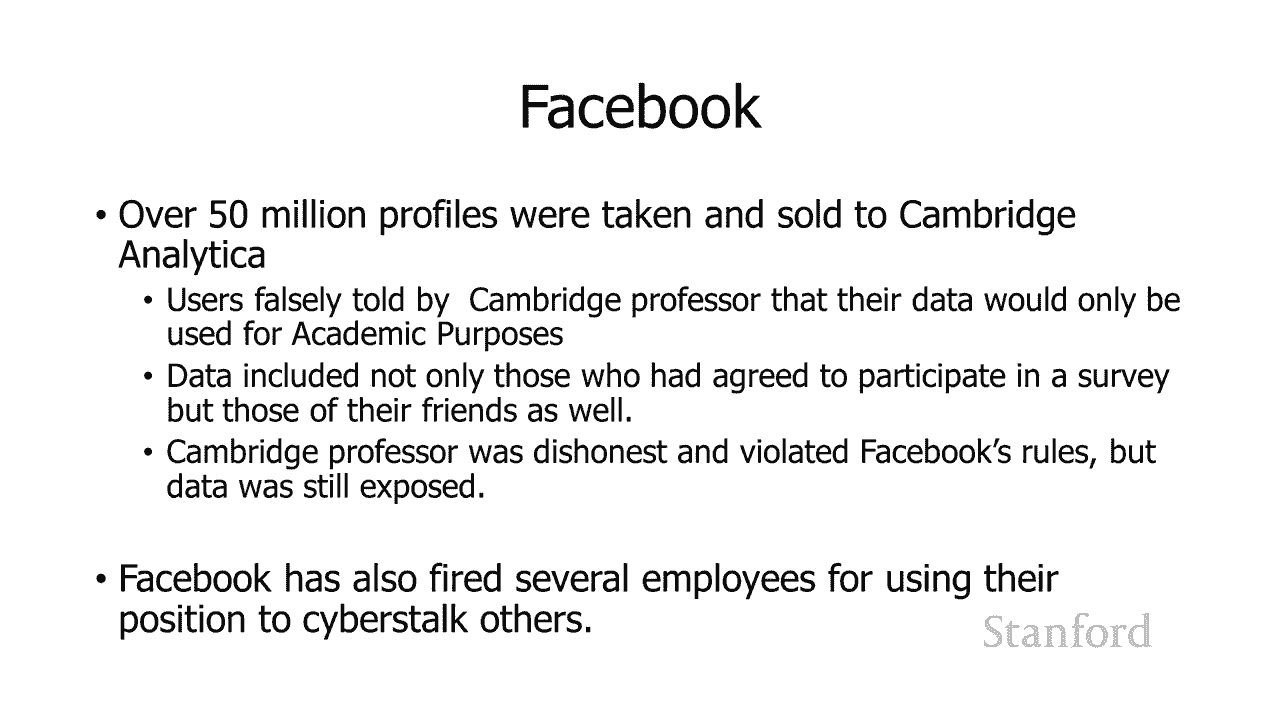 Facebook
• Over 50 million profiles were taken and sold to Cambridge
Analytica
• Users falsely told by  Cambridge professor that their data would only be
used for Academic Purposes
• Data included not only those who had agreed to participate in a survey
but those of their friends as well.
• Cambridge professor was dishonest and violated Facebook’s rules, but
data was still exposed.
• Facebook has also fired several employees for using their
position to cyberstalk others.
Stanford